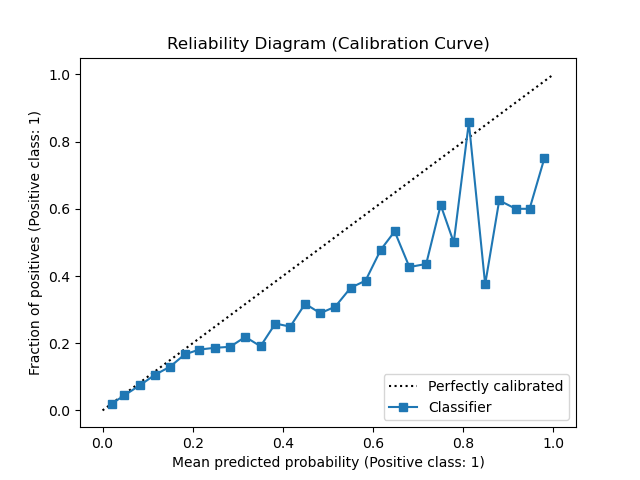 Reliability Diagram (Calibration Curve)
1.0
0.8
0.6
0.4
0.2
0.0
Fraction of positives (Positive class: 1)
Perfectly calibrated
Classifier
0.0 0.2 0.4 0.6 0.8 1.0
Mean predicted probability (Positive class: 1)